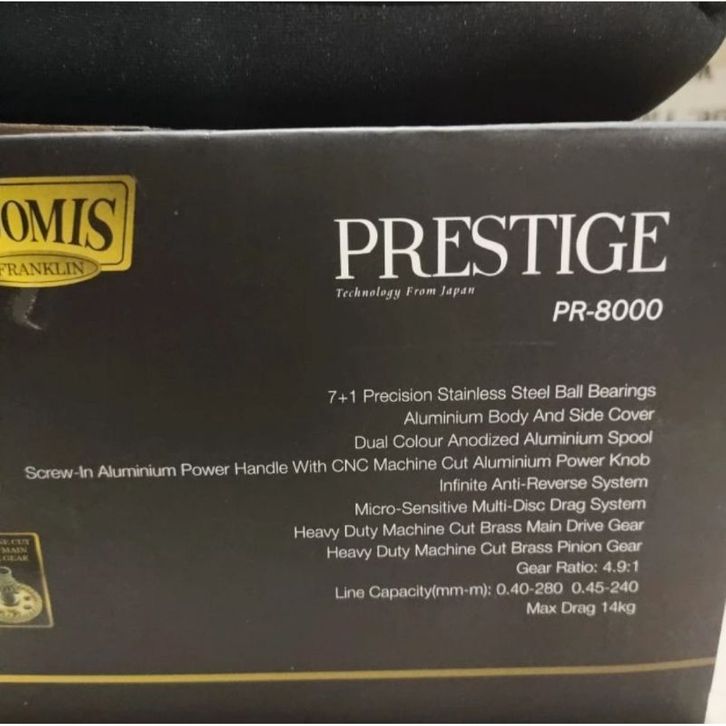 OMIS
FRANKLIN
PRESTIGE
Technology From Japan
PR-8000
7+1 Precision Stainless Steel Ball Bearings
Aluminium Body And Side Cover
Dual Colour Anodized Aluminium Spool
Screw-In Aluminium Power Handle With CNC Machine Cut Aluminium Power Knob
Infinite Anti-Reverse System
Micro-Sensitive Multi-Disc Drag System
Heavy Duty Machine Cut Brass Main Drive Gear
Heavy Duty Machine Cut Brass Pinion Gear
Gear Ratio: 4.9:1
Line Capacity(mm-m): 0.40-280 0.45-240
Max Drag 14kg
CUT
MAIN
GEAR